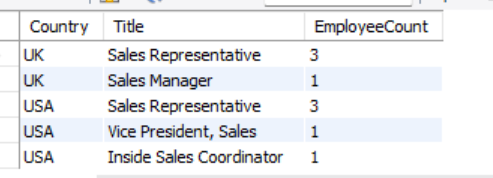 Country Title EmployeeCount
UK Sales Representative 3
UK Sales Manager 1
USA Sales Representative 3
USA Vice President, Sales 1
USA Inside Sales Coordinator 1